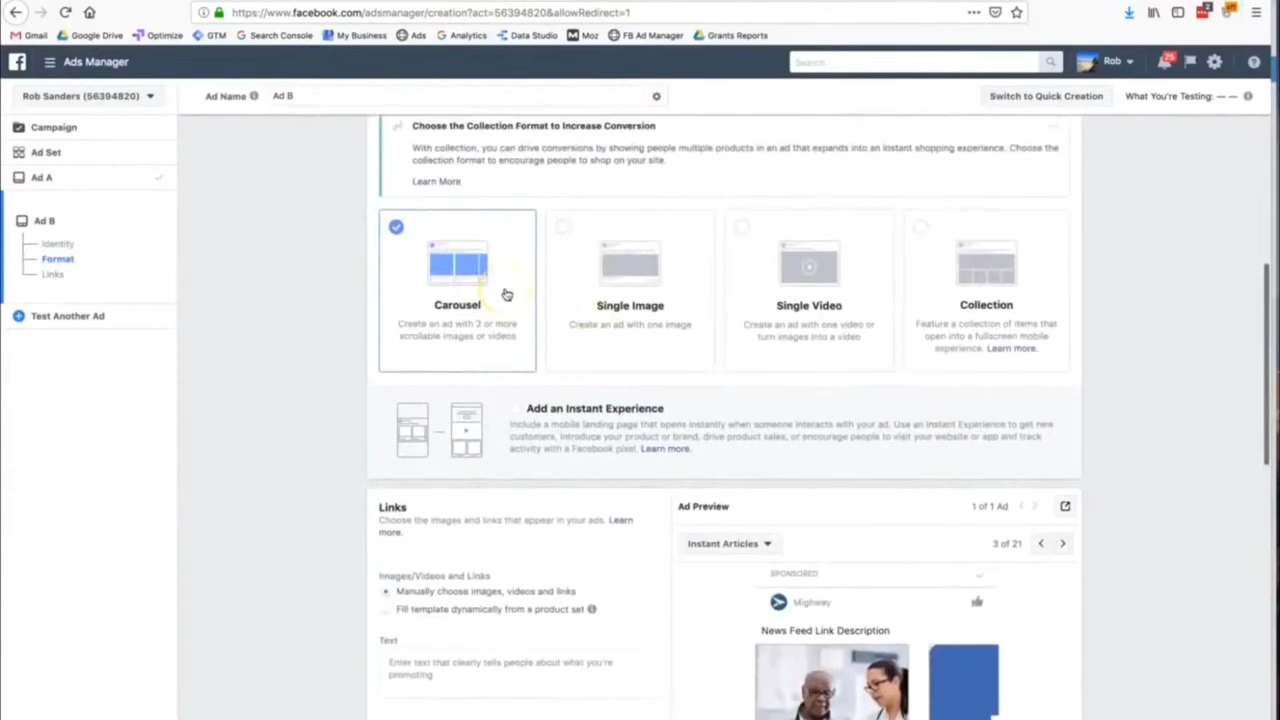 https://www.facebook.com/adsmanager/creation?act=56394820&allowRedirect=1
Gmail Google Drive Optimize GTM Search Console My Business Ads Analytics Data Studio Moz FB Ad Manager Grants Reports
Ads Manager Search Rob 25
Rob Sanders (56394820) Ad Name Ad B Switch to Quick Creation What You're Testing: — —
Campaign
Ad Set
Ad A
Ad B
Identity
Format
Links
Test Another Ad
Choose the Collection Format to Increase Conversion
With collection, you can drive conversions by showing people multiple products in an ad that expands into an instant shopping experience. Choose the
collection format to encourage people to shop on your site.
Learn More
Carousel
Create an ad with 2 or more
scrollable images or videos
Single Image
Create an ad with one image
Single Video
Create an ad with one video or
turn images into a video
Collection
Feature a collection of items that
open into a fullscreen mobile
experience. Learn more.
Add an Instant Experience
Include a mobile landing page that opens instantly when someone interacts with your ad. Use an Instant Experience to get new
customers, introduce your product or brand, drive product sales, or encourage people to visit your website or app and track
activity with a Facebook pixel. Learn more.
Links
Choose the images and links that appear in your ads. Learn
more.
Images/Videos and Links
Manually choose images, videos and links
Fill template dynamically from a product set
Text
Enter text that clearly tells people about what you're
promoting
Ad Preview 1 of 1 Ad
Instant Articles 3 of 21
SPONSORED
Mighway
News Feed Link Description